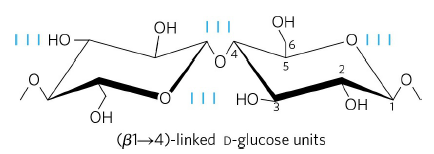 OH OH
HO O
6
4
O O O
5 2
O HO 3 OH 1
OH
(β1→4)-linked D-glucose units